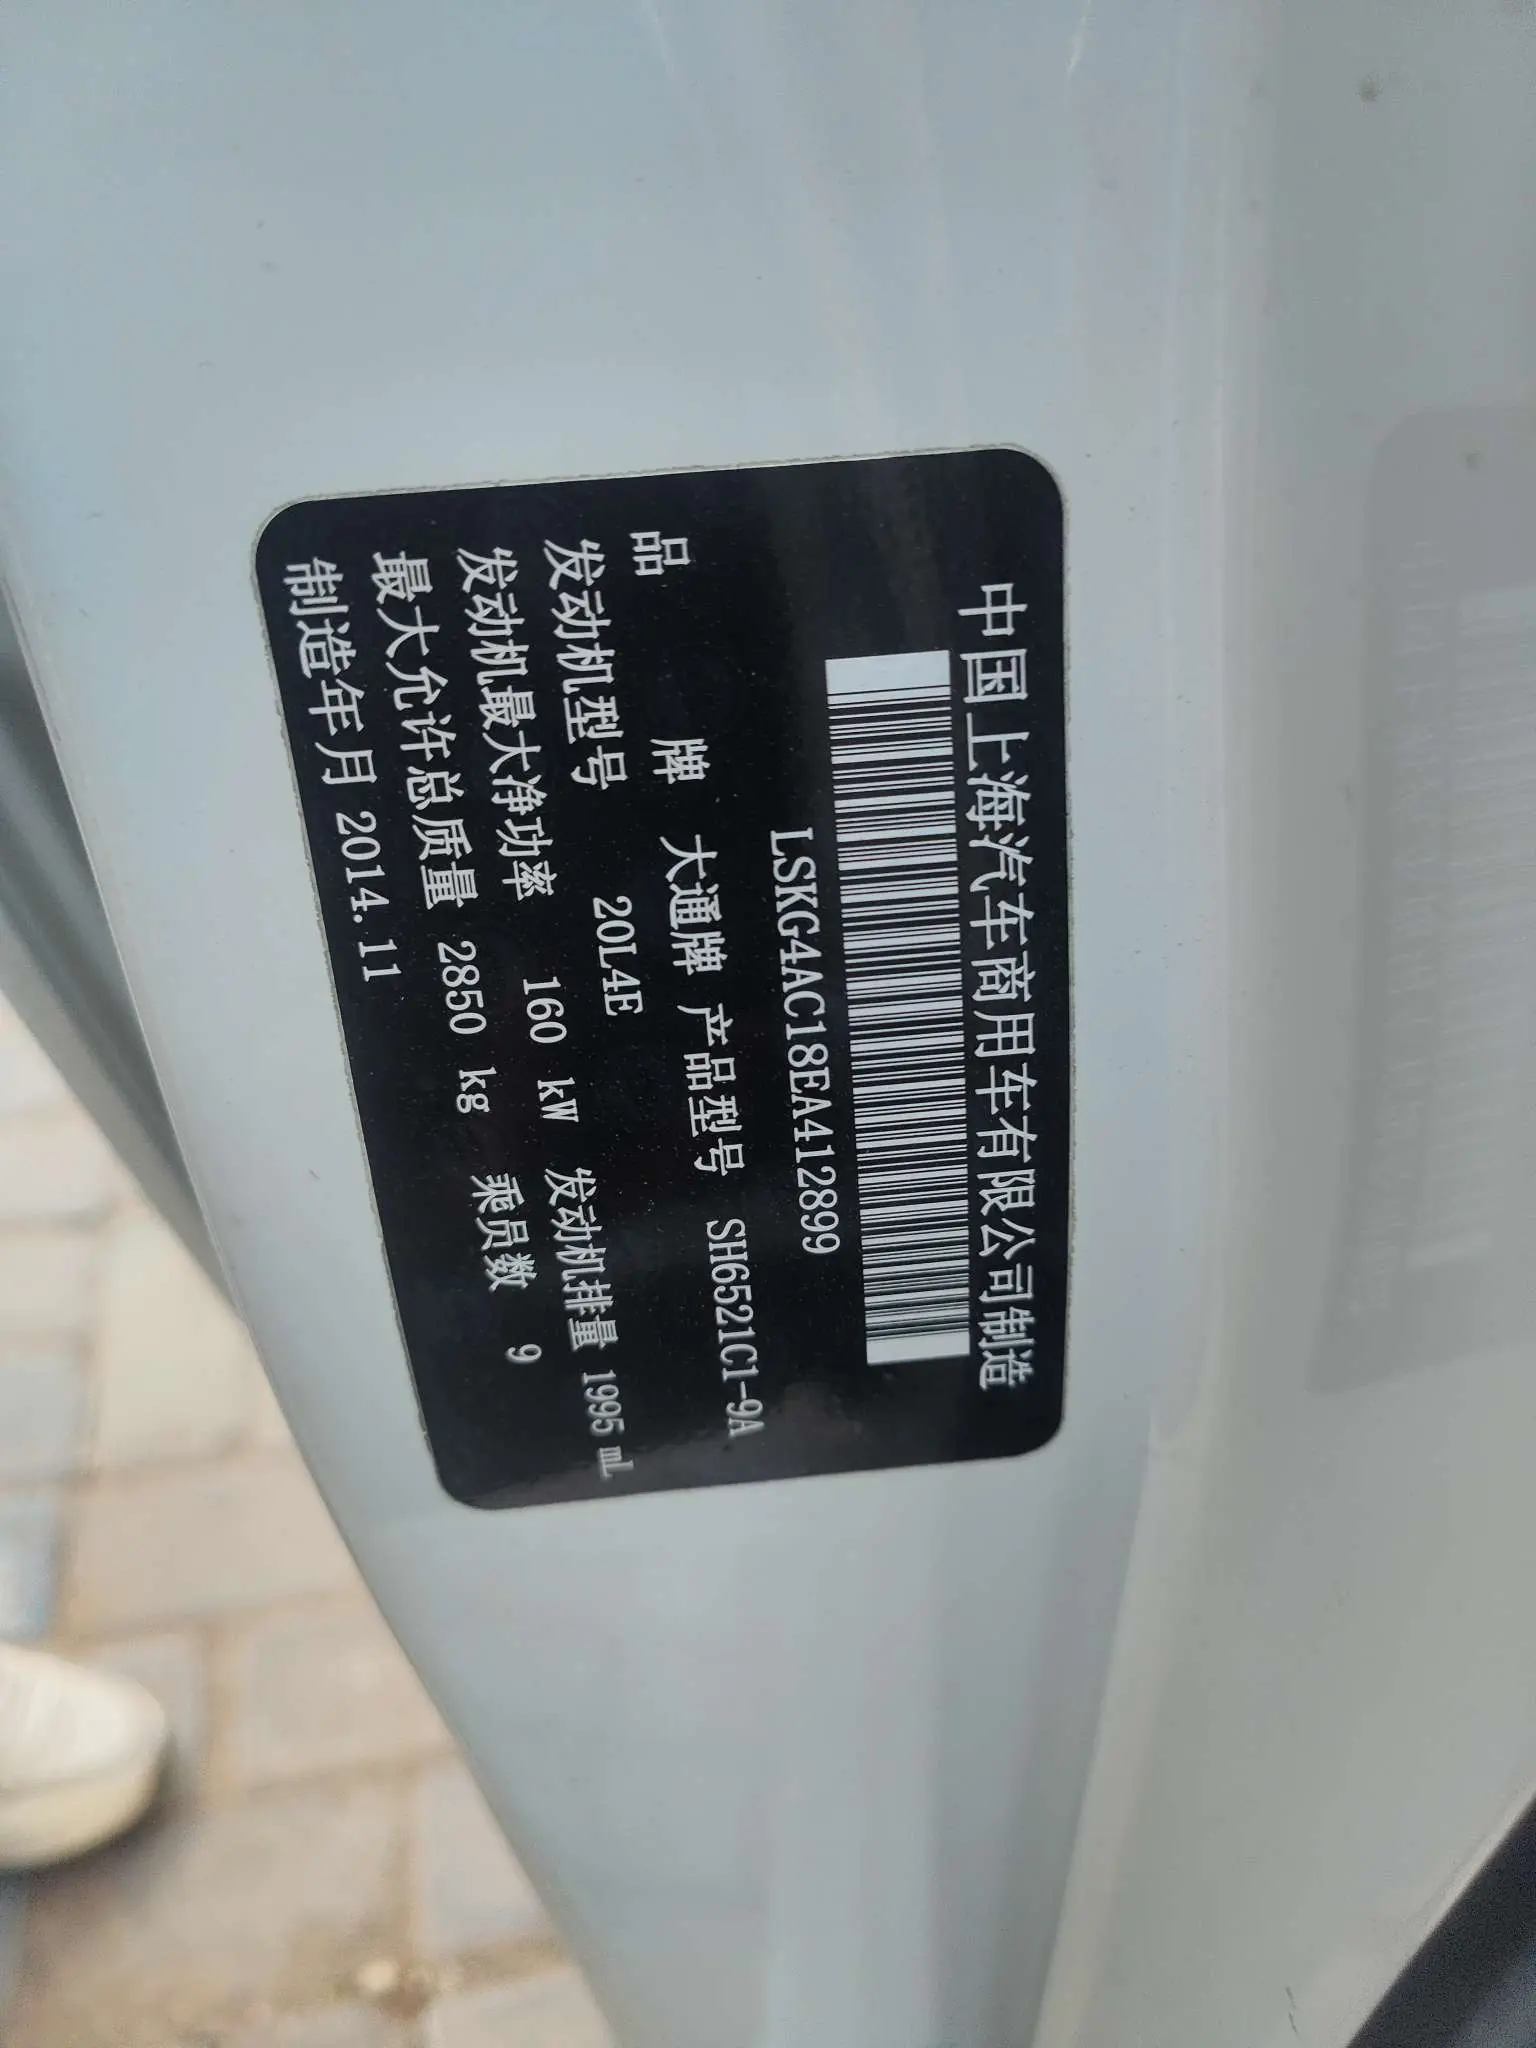 中国上海汽车商用车有限公司制造
LSKG4AC18EA412899
品 牌 大通牌 产品型号 SH6521C1-9A
发动机型号 20L4E
发动机最大净功率 160 kW 发动机排量 1995 mL
最大允许总质量 2850 kg 乘员数 9
制造年月 2014.11